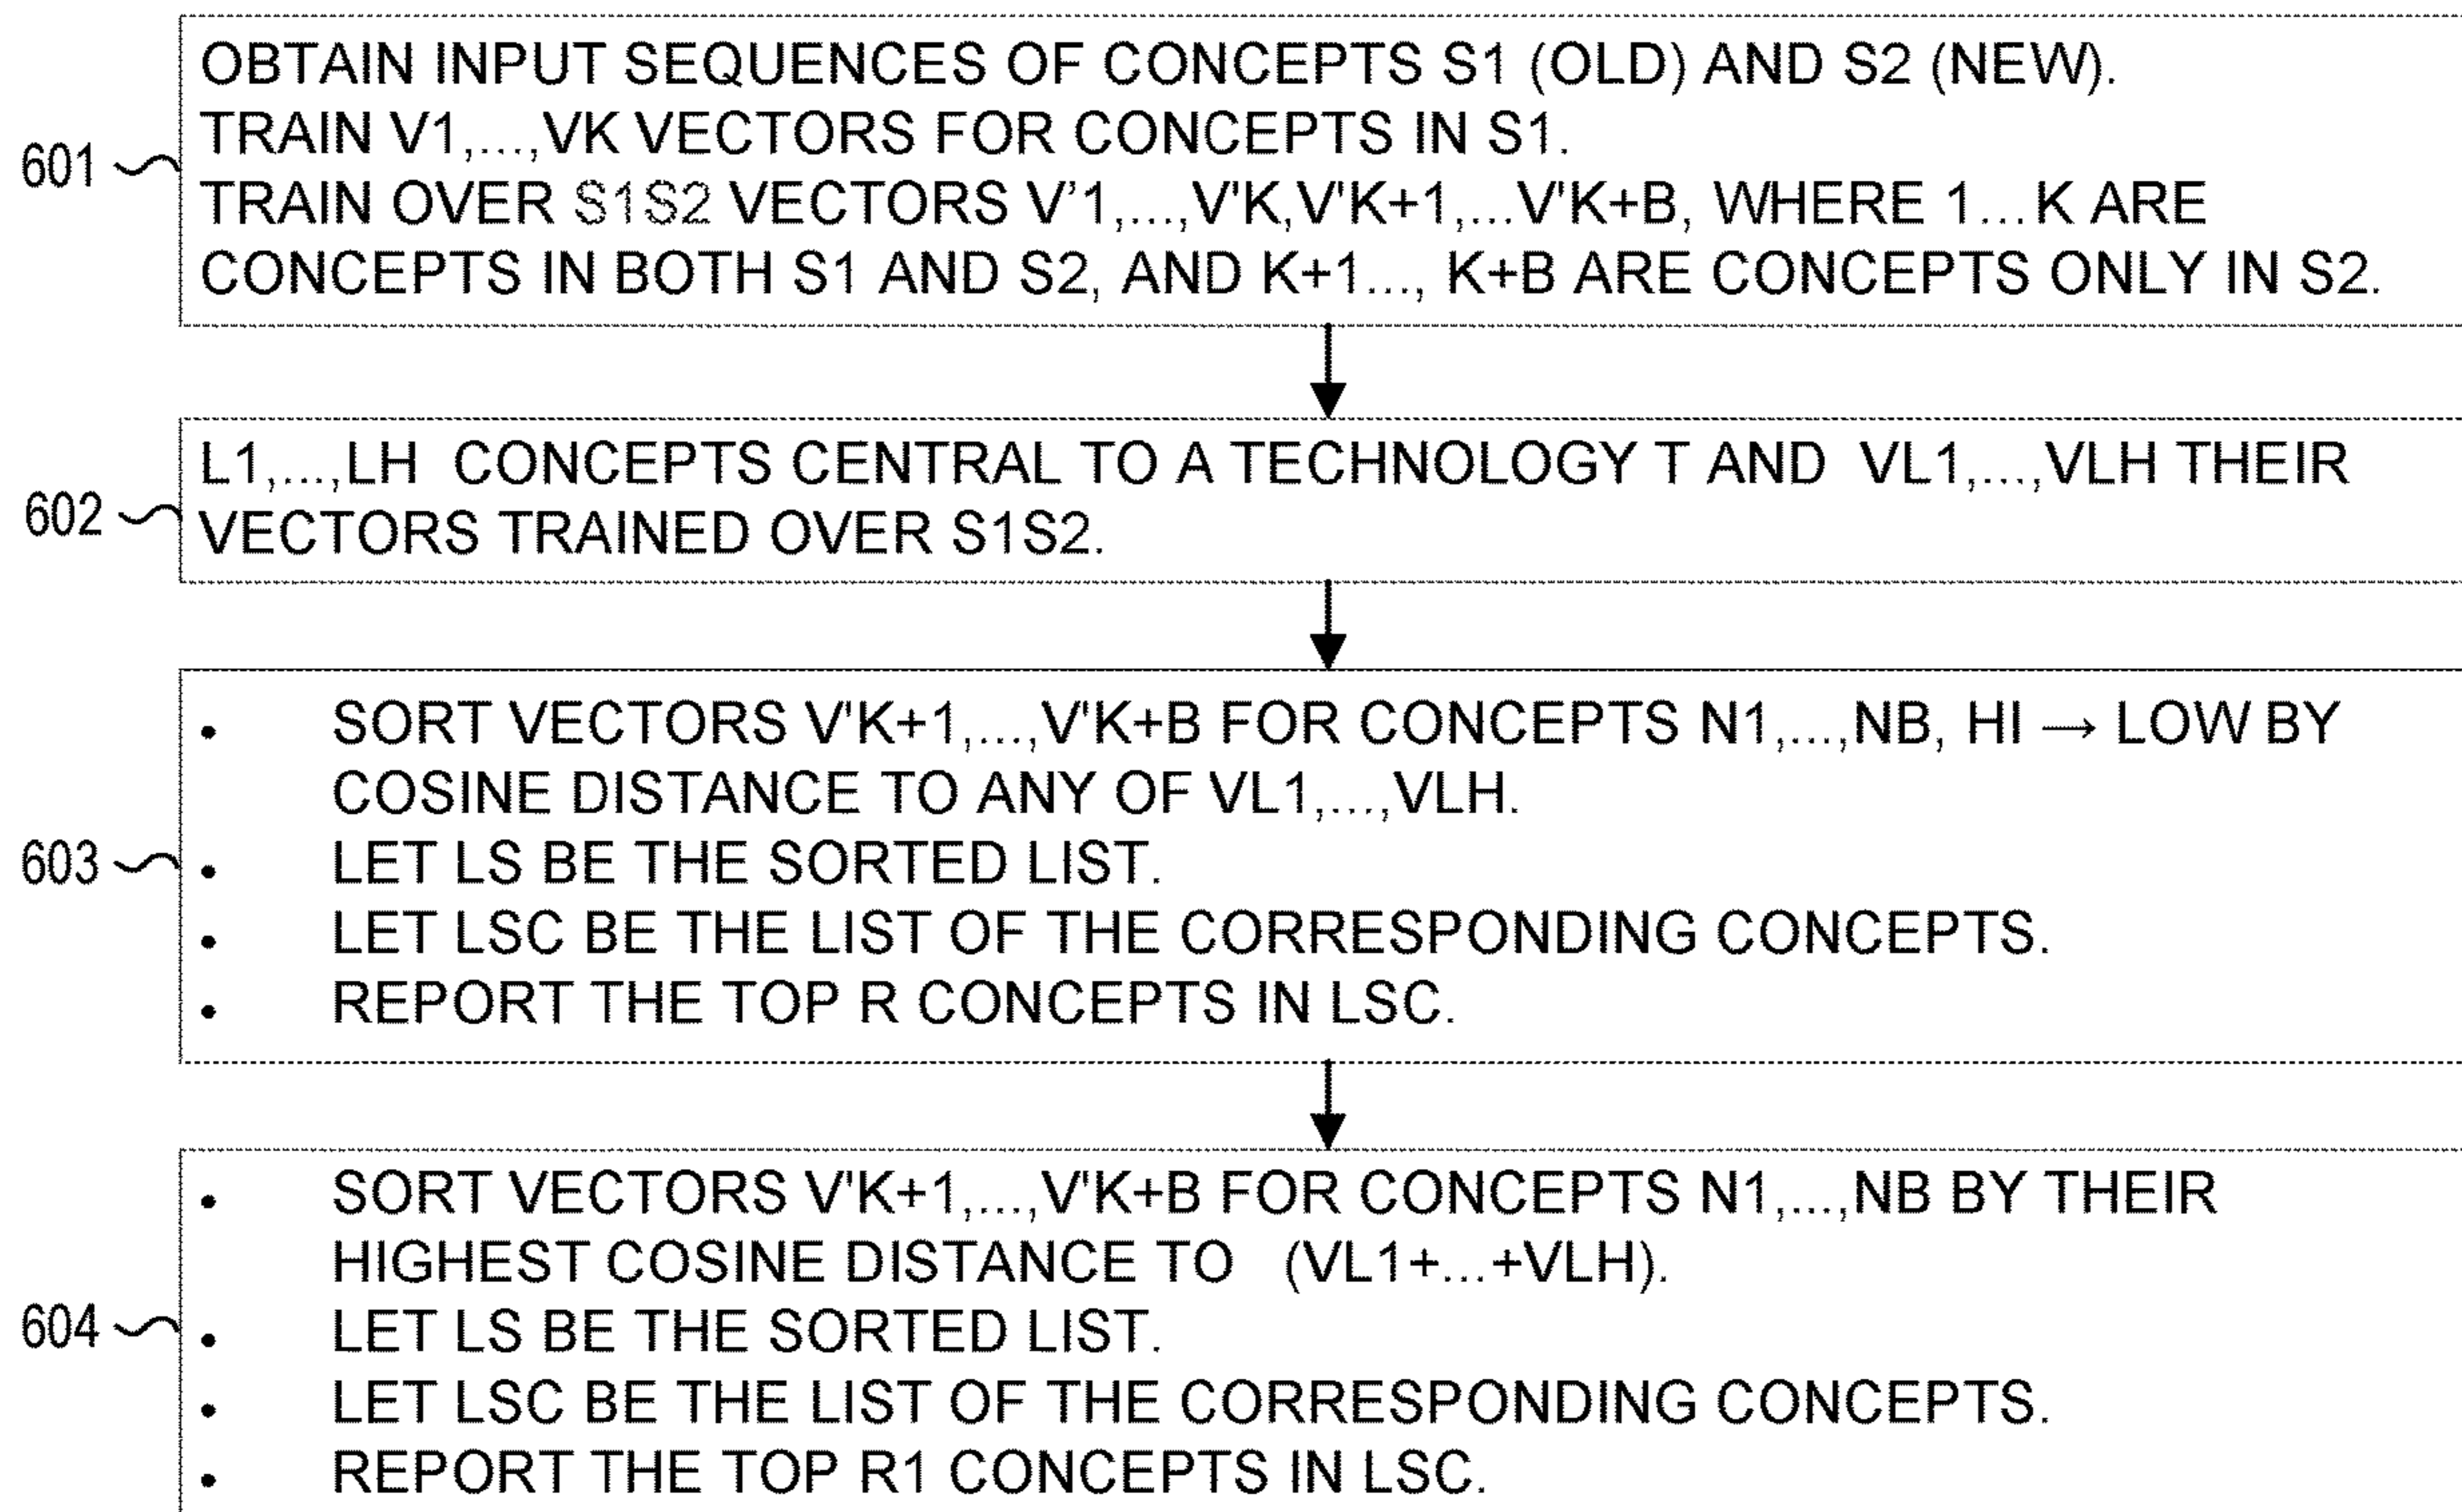 OBTAIN INPUT SEQUENCES OF CONCEPTS S1 (OLD) AND S2 (NEW).
TRAIN V1,...,VK VECTORS FOR CONCEPTS IN S1.
601
TRAIN OVER S1S2 VECTORS V'1,...,V'K,V'K+1,...V'K+B, WHERE 1...K ARE
CONCEPTS IN BOTH S1 AND S2, AND K+1..., K+B ARE CONCEPTS ONLY IN S2.
L1,...,LH CONCEPTS CENTRAL TO A TECHNOLOGY T AND VL1,...,VLH THEIR
602
VECTORS TRAINED OVER S1S2.
• SORT VECTORS V'K+1,...,V'K+B FOR CONCEPTS N1,...,NB, HI → LOW BY
COSINE DISTANCE TO ANY OF VL1,...,VLH.
603
• LET LS BE THE SORTED LIST.
• LET LSC BE THE LIST OF THE CORRESPONDING CONCEPTS.
• REPORT THE TOP R CONCEPTS IN LSC.
• SORT VECTORS V'K+1,...,V'K+B FOR CONCEPTS N1,...,NB BY THEIR
HIGHEST COSINE DISTANCE TO (VL1+...+VLH).
604
• LET LS BE THE SORTED LIST.
• LET LSC BE THE LIST OF THE CORRESPONDING CONCEPTS.
• REPORT THE TOP R1 CONCEPTS IN LSC.